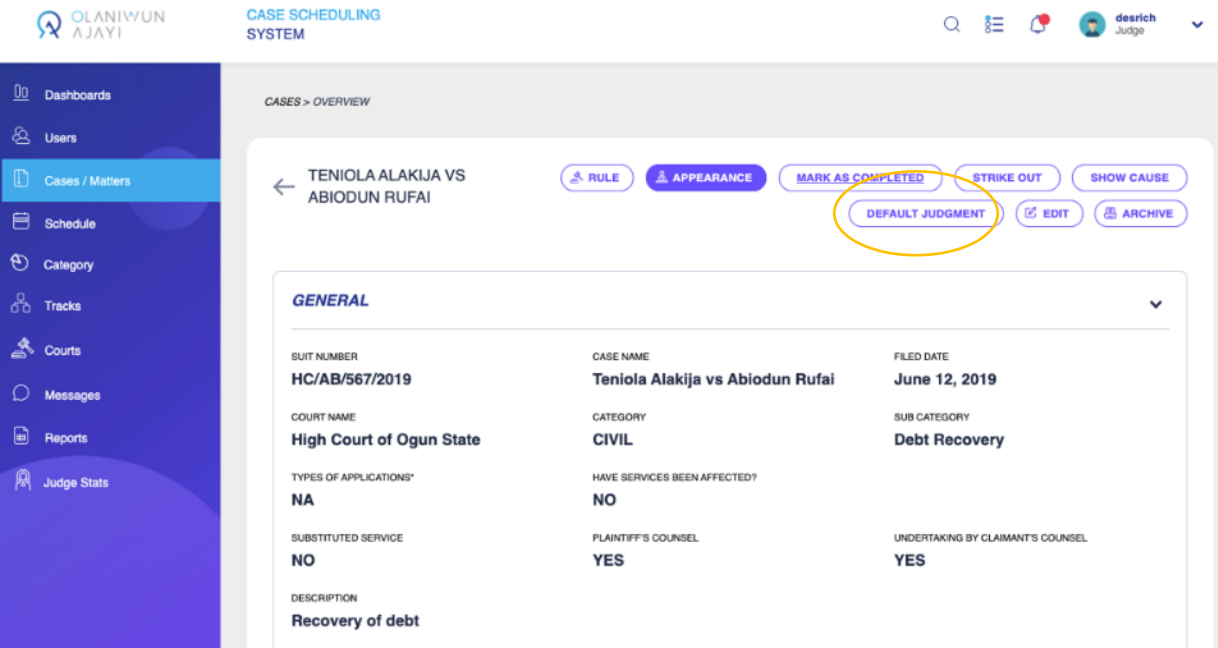 OLANIWUN
AJAYI
CASE SCHEDULING
SYSTEM
desrich
Judge
Dashboards
Users
Cases / Matters
Schedule
Category
Tracks
Courts
Messages
Reports
Judge Stats
CASES > OVERVIEW
TENIOLA ALAKIJA VS
ABIODUN RUFAI
RULE APPEARANCE MARK AS COMPLETED STRIKE OUT SHOW CAUSE
DEFAULT JUDGMENT EDIT ARCHIVE
GENERAL
SUIT NUMBER CASE NAME FILED DATE
HC/AB/567/2019 Teniola Alakija vs Abiodun Rufai June 12, 2019
COURT NAME CATEGORY SUB CATEGORY
High Court of Ogun State CIVIL Debt Recovery
TYPES OF APPLICATIONS* HAVE SERVICES BEEN AFFECTED?
NA NO
SUBSTITUTED SERVICE PLAINTIFF'S COUNSEL UNDERTAKING BY CLAIMANT'S COUNSEL
NO YES YES
DESCRIPTION
Recovery of debt